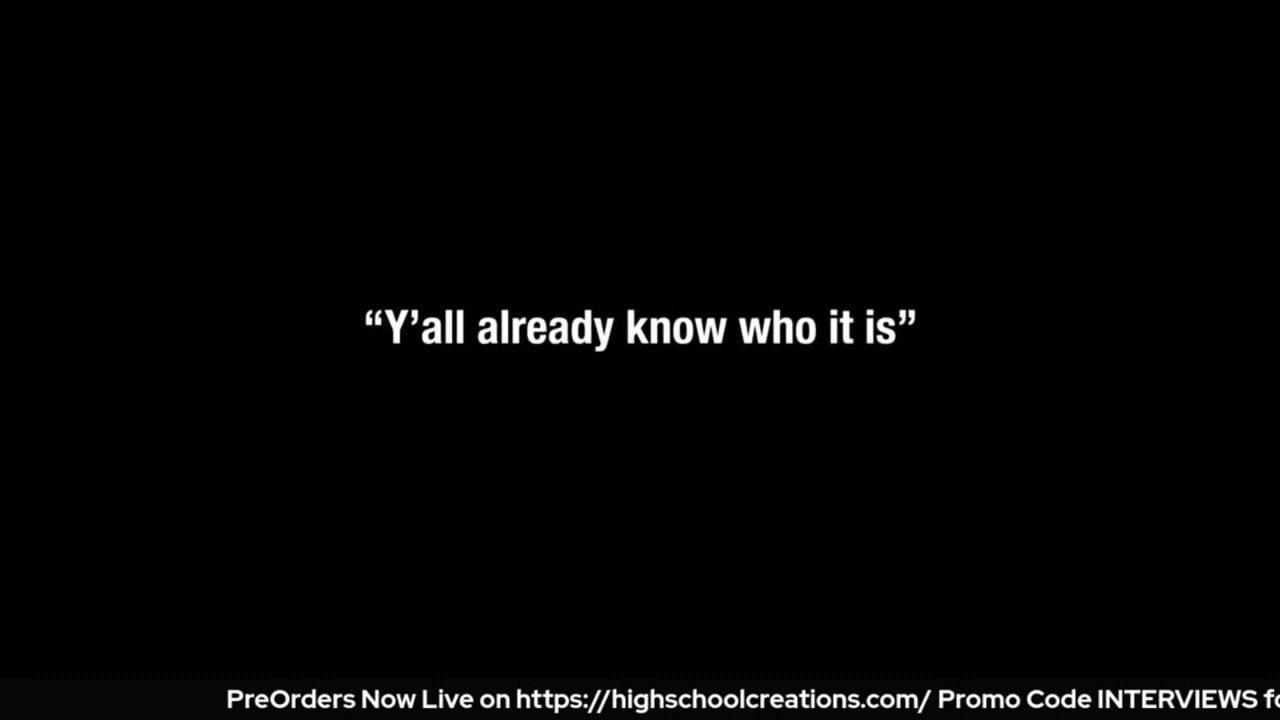 “Y’all already know who it is”
PreOrders Now Live on https://highschoolcreations.com/ Promo Code INTERVIEWS